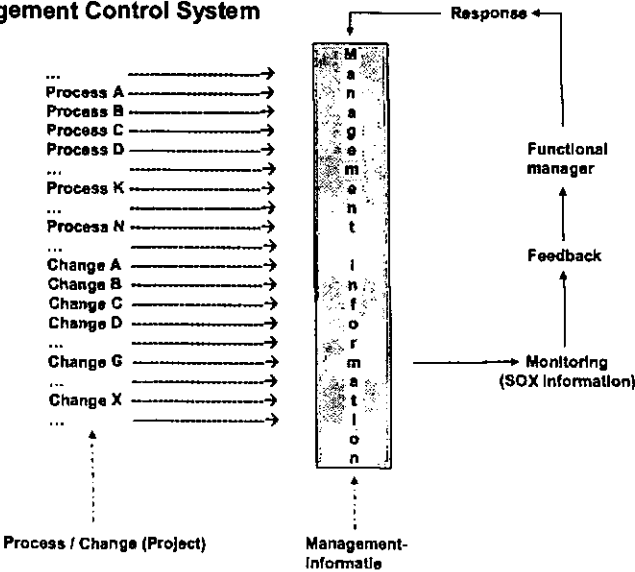 gement Control System
Response
...
Process A
Process B
Process C
Process D
...
Process K
...
Process N
...
Change A
Change B
Change C
Change D
...
Change G
...
Change X
...
Management information
Functional
manager
Feedback
Monitoring
(SOX information)
Process / Change (Project)
Management-
informatie